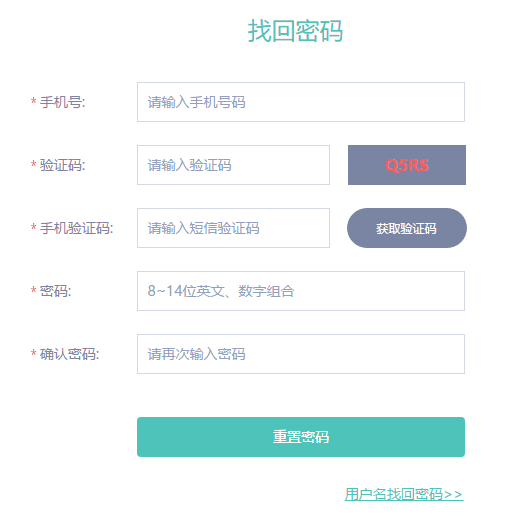 找回密码
* 手机号: 请输入手机号码
* 验证码: 请输入验证码 Q5RS
* 手机验证码: 请输入短信验证码 获取验证码
* 密码: 8~14位英文、数字组合
* 确认密码: 请再次输入密码
重置密码
用户名找回密码>>